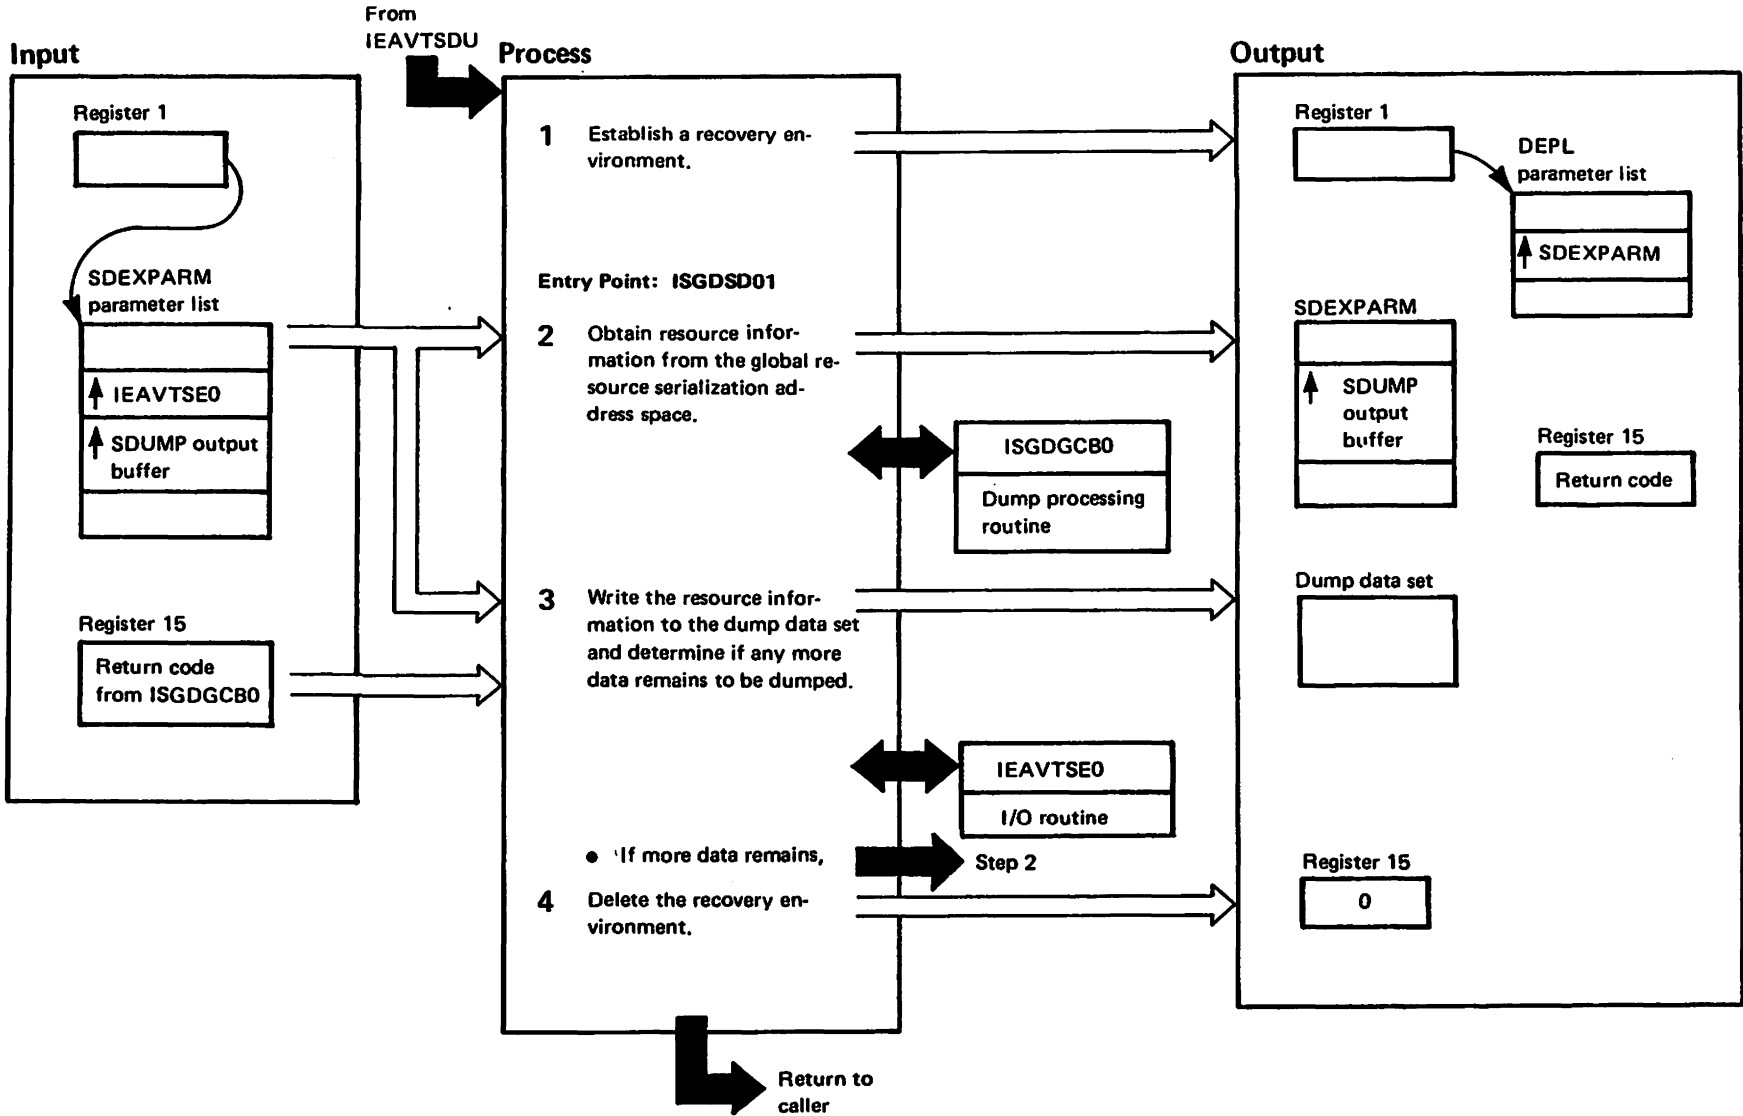 From
IEAVTSDU
Input
Register 1
SDEXPARM
parameter list
IEAVTSE0
SDUMP output
buffer
Register 15
Return code
from ISGDGCB0
Process
1 Establish a recovery en-
vironment.
Entry Point: ISGDSD01
2 Obtain resource infor-
mation from the global re-
source serialization ad-
dress space.
ISGDGCB0
Dump processing
routine
3 Write the resource infor-
mation to the dump data set
and determine if any more
data remains to be dumped.
IEAVTSE0
I/O routine
● If more data remains,
Step 2
4 Delete the recovery en-
vironment.
Return to
caller
Output
Register 1
DEPL
parameter list
SDEXPARM
SDEXPARM
SDUMP
output
buffer
Register 15
Return code
Dump data set
Register 15
0